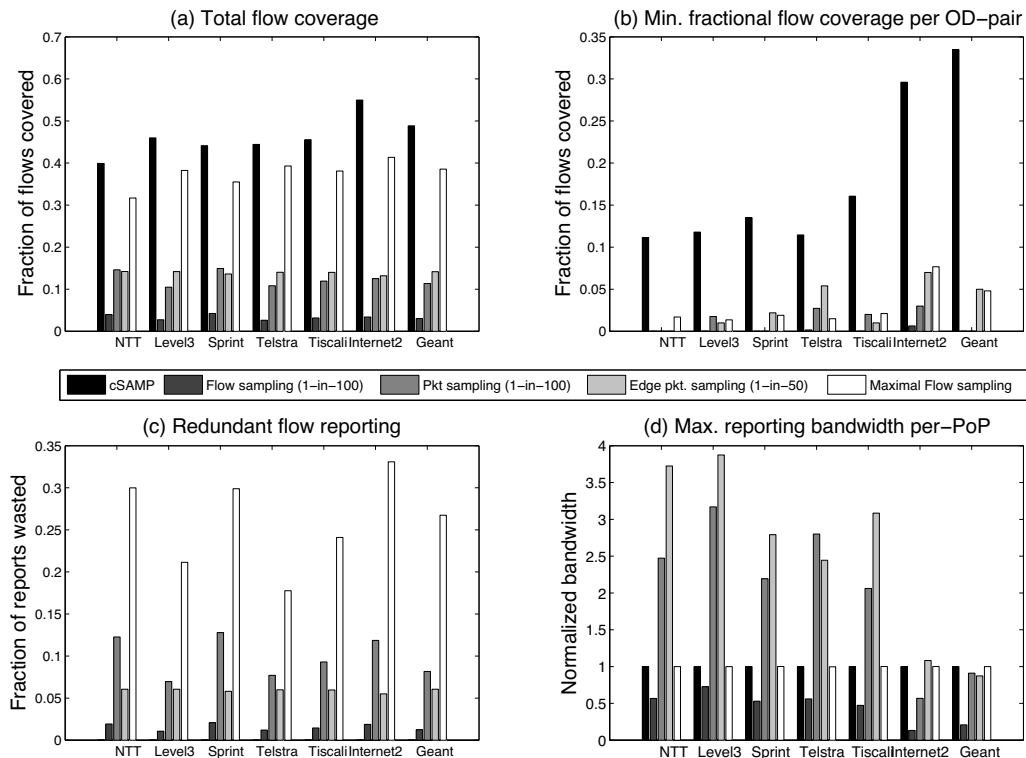 (a) Total flow coverage
Fraction of flows covered
0.7
0.6
0.5
0.4
0.3
0.2
0.1
0
NTT Level3 Sprint Telstra Tiscali Internet2 Geant
(b) Min. fractional flow coverage per OD−pair
Fraction of flows covered
0.35
0.3
0.25
0.2
0.15
0.1
0.05
0
NTT Level3 Sprint Telstra Tiscali Internet2 Geant
cSAMP Flow sampling (1−in−100) Pkt sampling (1−in−100) Edge pkt. sampling (1−in−50) Maximal Flow sampling
(c) Redundant flow reporting
Fraction of reports wasted
0.35
0.3
0.25
0.2
0.15
0.1
0.05
0
NTT Level3 Sprint Telstra Tiscali Internet2 Geant
(d) Max. reporting bandwidth per−PoP
Normalized bandwidth
4
3.5
3
2.5
2
1.5
1
0.5
0
NTT Level3 Sprint Telstra Tiscali Internet2 Geant